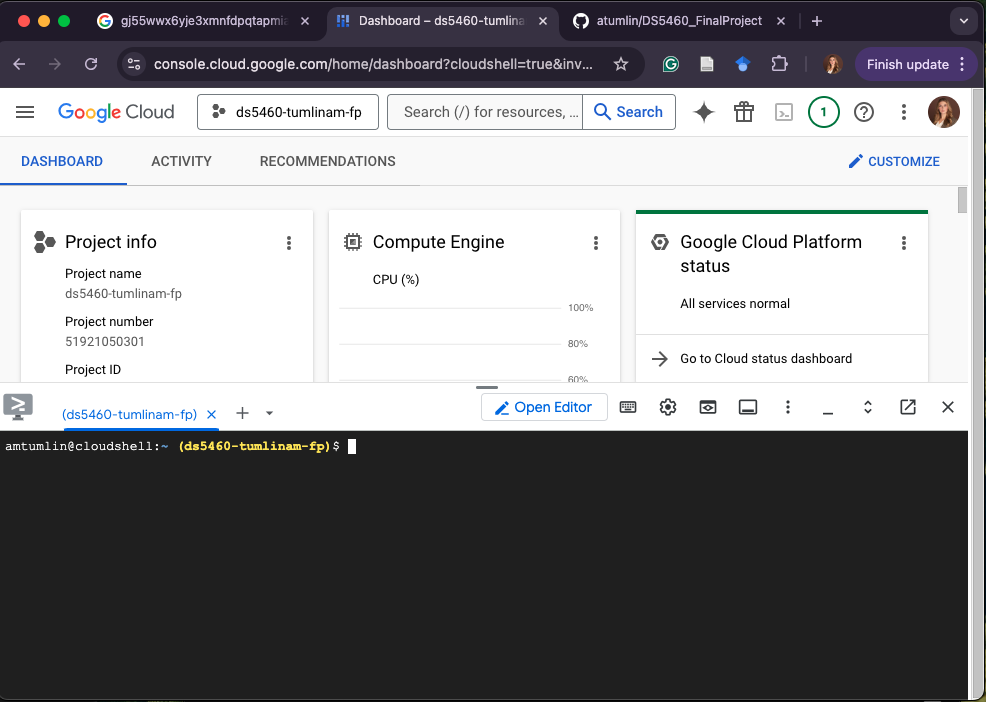 gj55wwx6yje3xmnfdpqtapmia
Dashboard – ds5460-tumlina
atumlin/DS5460_FinalProject
console.cloud.google.com/home/dashboard?cloudshell=true&inv...
Finish update
Google Cloud
ds5460-tumlinam-fp
Search (/) for resources, ...
Search
1
DASHBOARD
ACTIVITY
RECOMMENDATIONS
CUSTOMIZE
Project info
Project name
ds5460-tumlinam-fp
Project number
51921050301
Project ID
Compute Engine
CPU (%)
100%
80%
60%
Google Cloud Platform
status
All services normal
Go to Cloud status dashboard
(ds5460-tumlinam-fp)
Open Editor
amtumlin@cloudshell:~ (ds5460-tumlinam-fp)$